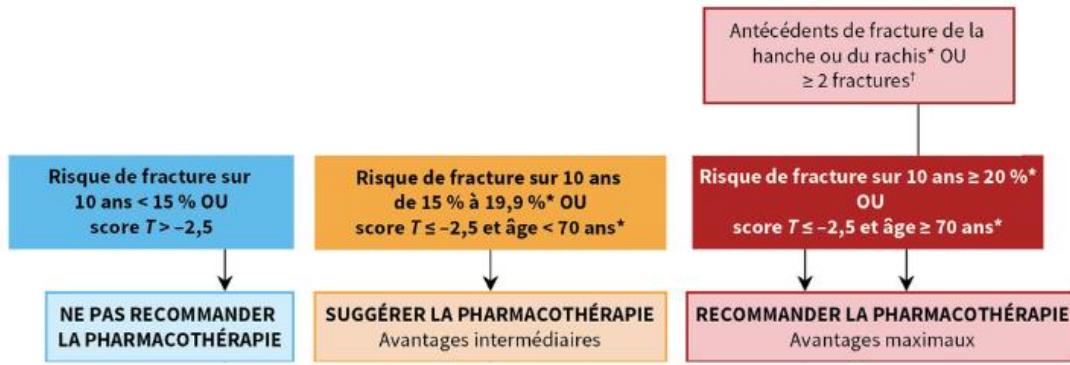 Antécédents de fracture de la
hanche ou du rachis* OU
≥ 2 fractures†
Risque de fracture sur
10 ans < 15 % OU
score T > –2,5
Risque de fracture sur 10 ans
de 15 % à 19,9 %* OU
score T ≤ –2,5 et âge < 70 ans*
Risque de fracture sur 10 ans ≥ 20 %*
OU
score T ≤ –2,5 et âge ≥ 70 ans*
NE PAS RECOMMANDER
LA PHARMACOTHÉRAPIE
SUGGÉRER LA PHARMACOTHÉRAPIE
Avantages intermédiaires
RECOMMANDER LA PHARMACOTHÉRAPIE
Avantages maximaux